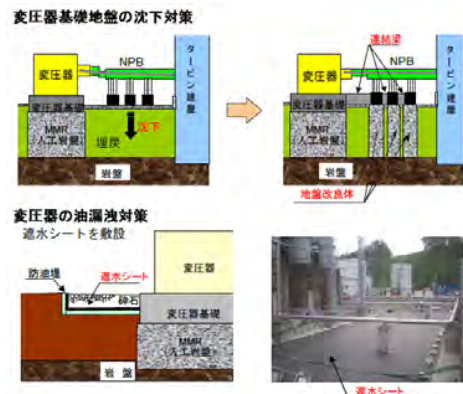 変圧器基礎地盤の沈下対策
NPB
変圧器
変圧器基礎
MMR
(人工岩盤)
埋戻
沈下
岩盤
タービン建屋
連結梁
NPB
変圧器
変圧器基礎
MMR
(人工岩盤)
岩盤
タービン建屋
地盤改良体
変圧器の油漏洩対策
遮水シートを敷設
防油堤
遮水シート
砕石
変圧器
変圧器基礎
MMR
(人工岩盤)
岩盤
遮水シート